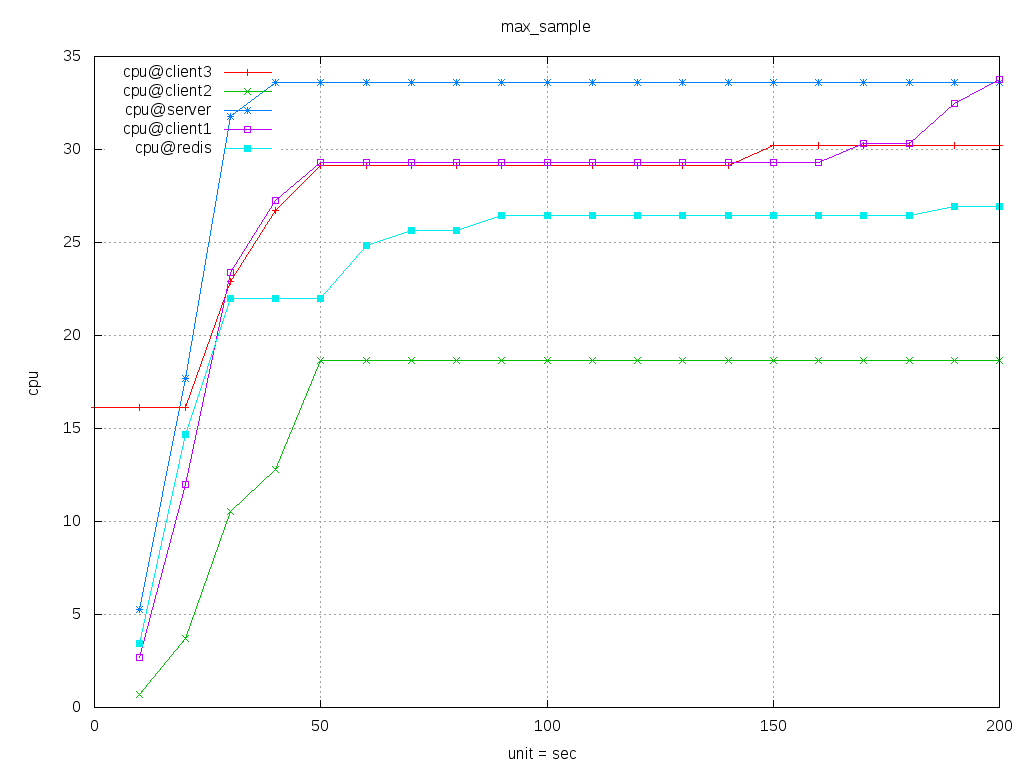 max_sample
35
30
25
20
15
10
5
0
cpu
cpu@client3
cpu@client2
cpu@server
cpu@client1
cpu@redis
0 50 100 150 200
unit = sec